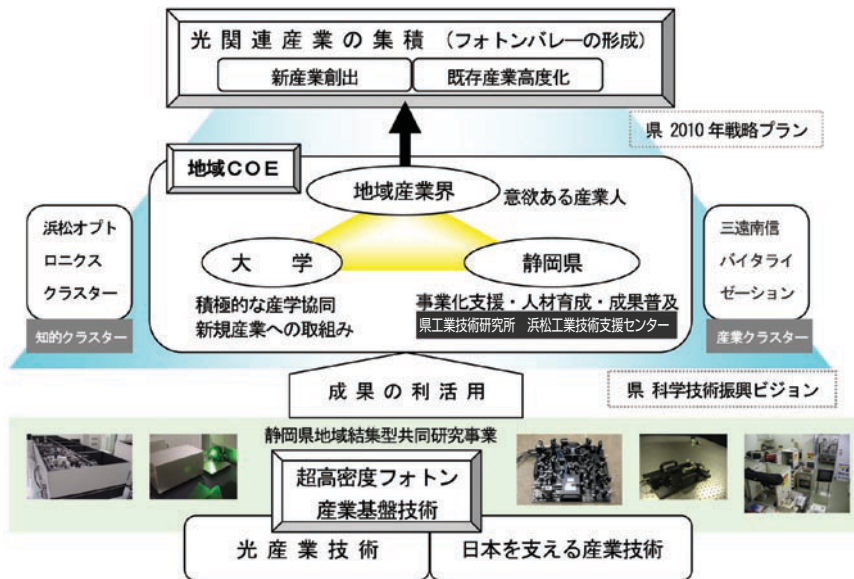 光関連産業の集積（フォトンバレーの形成）
新産業創出
既存産業高度化
県 2010年戦略プラン
地域COE
地域産業界
意欲ある産業人
浜松オプト
ロニクス
クラスター
知的クラスター
大 学
積極的な産学協同
新規産業への取組み
静岡県
事業化支援・人材育成・成果普及
県工業技術研究所 浜松工業技術支援センター
三遠南信
バイタライ
ゼーション
産業クラスター
成果の利活用
県 科学技術振興ビジョン
静岡県地域結集型共同研究事業
超高密度フォトン
産業基盤技術
光産業技術
日本を支える産業技術